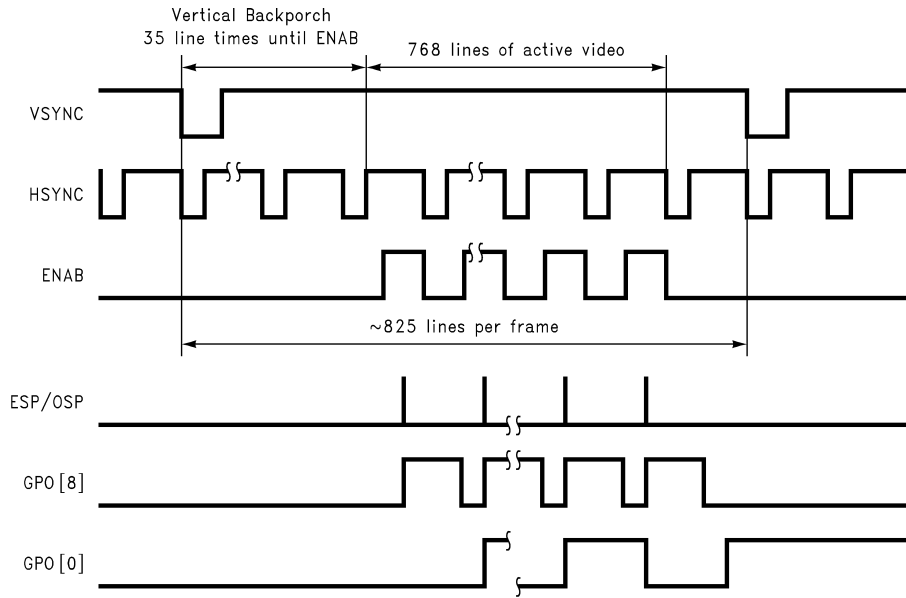 Vertical Backporch
35 line times until ENAB
768 lines of active video
VSYNC
HSYNC
ENAB
~825 lines per frame
ESP/OSP
GPO[8]
GPO[0]